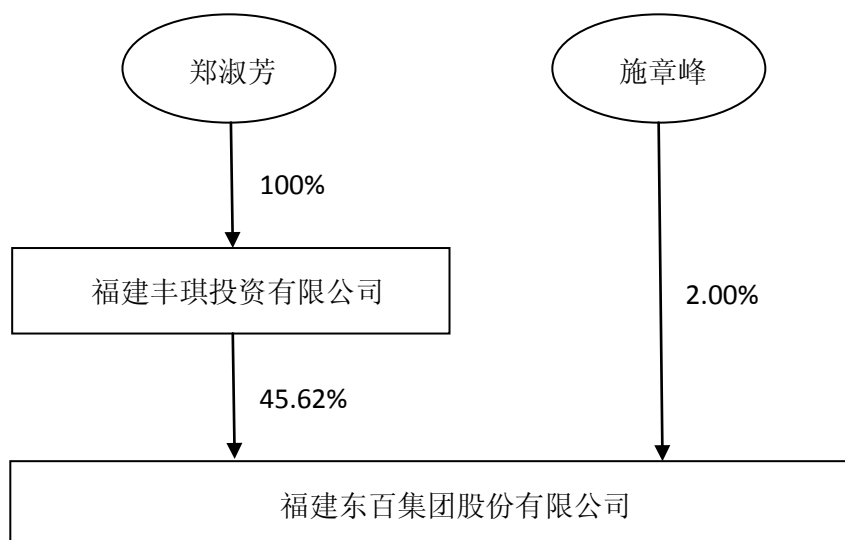 郑淑芳
施章峰
100%
福建丰琪投资有限公司
2.00%
45.62%
福建东百集团股份有限公司